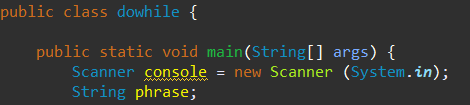 public class dowhile {
public static void main(String[] args) {
Scanner console = new Scanner (System.in);
String phrase;